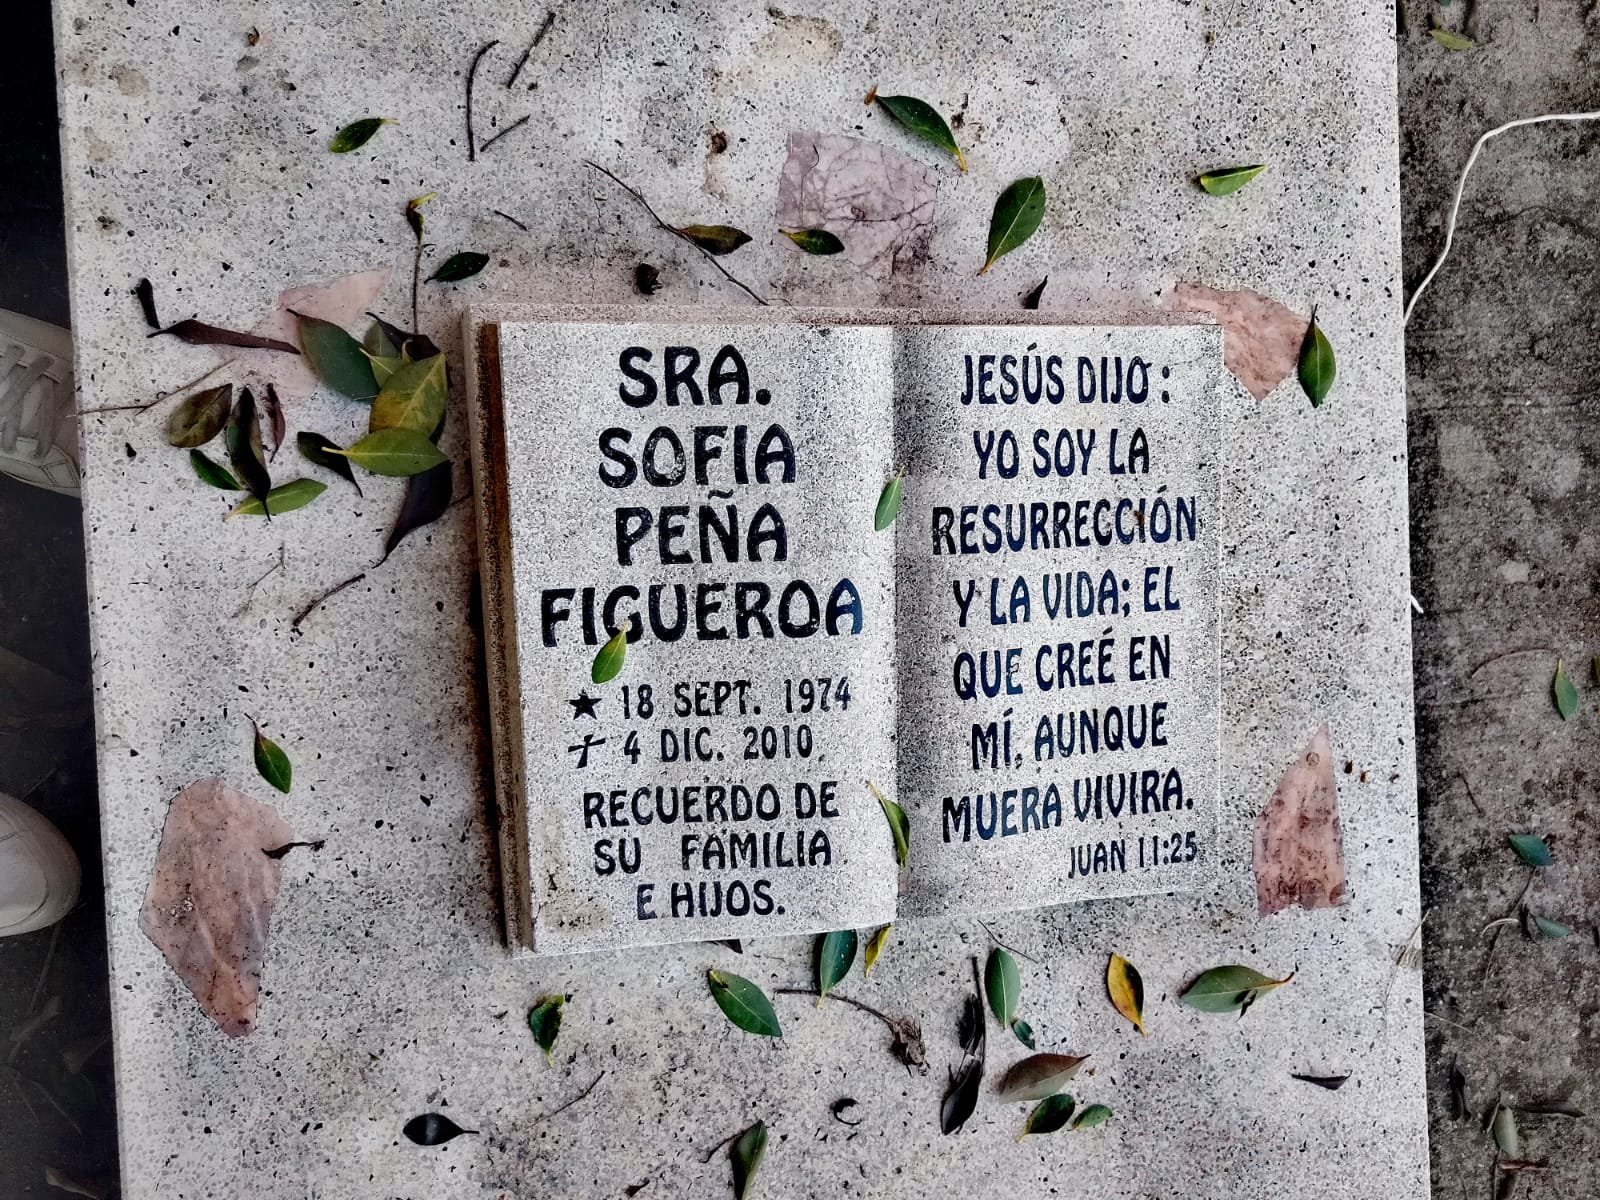 SRA.
SOFIA
PEÑA
FIGUEROA
★ 18 SEPT. 1974
✝ 4 DIC. 2010.
RECUERDO DE
SU FAMILIA
E HIJOS.
JESÚS DIJO :
YO SOY LA
RESURRECCIÓN
Y LA VIDA; EL
QUE CREÉ EN
MÍ, AUNQUE
MUERA VIVIRA.
JUAN 11:25